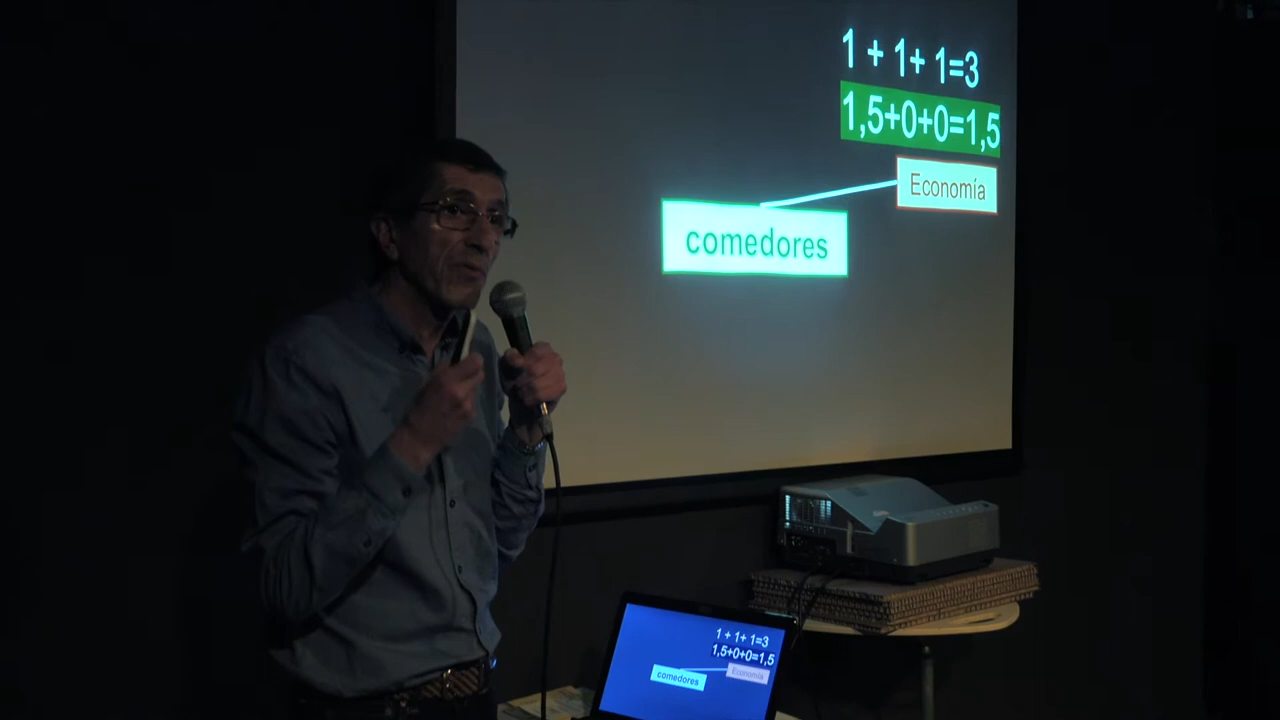 1 + 1+ 1=3
1,5+0+0=1,5
Economía
comedores
1 + 1+ 1=3
1,5+0+0=1,5
Economía
comedores